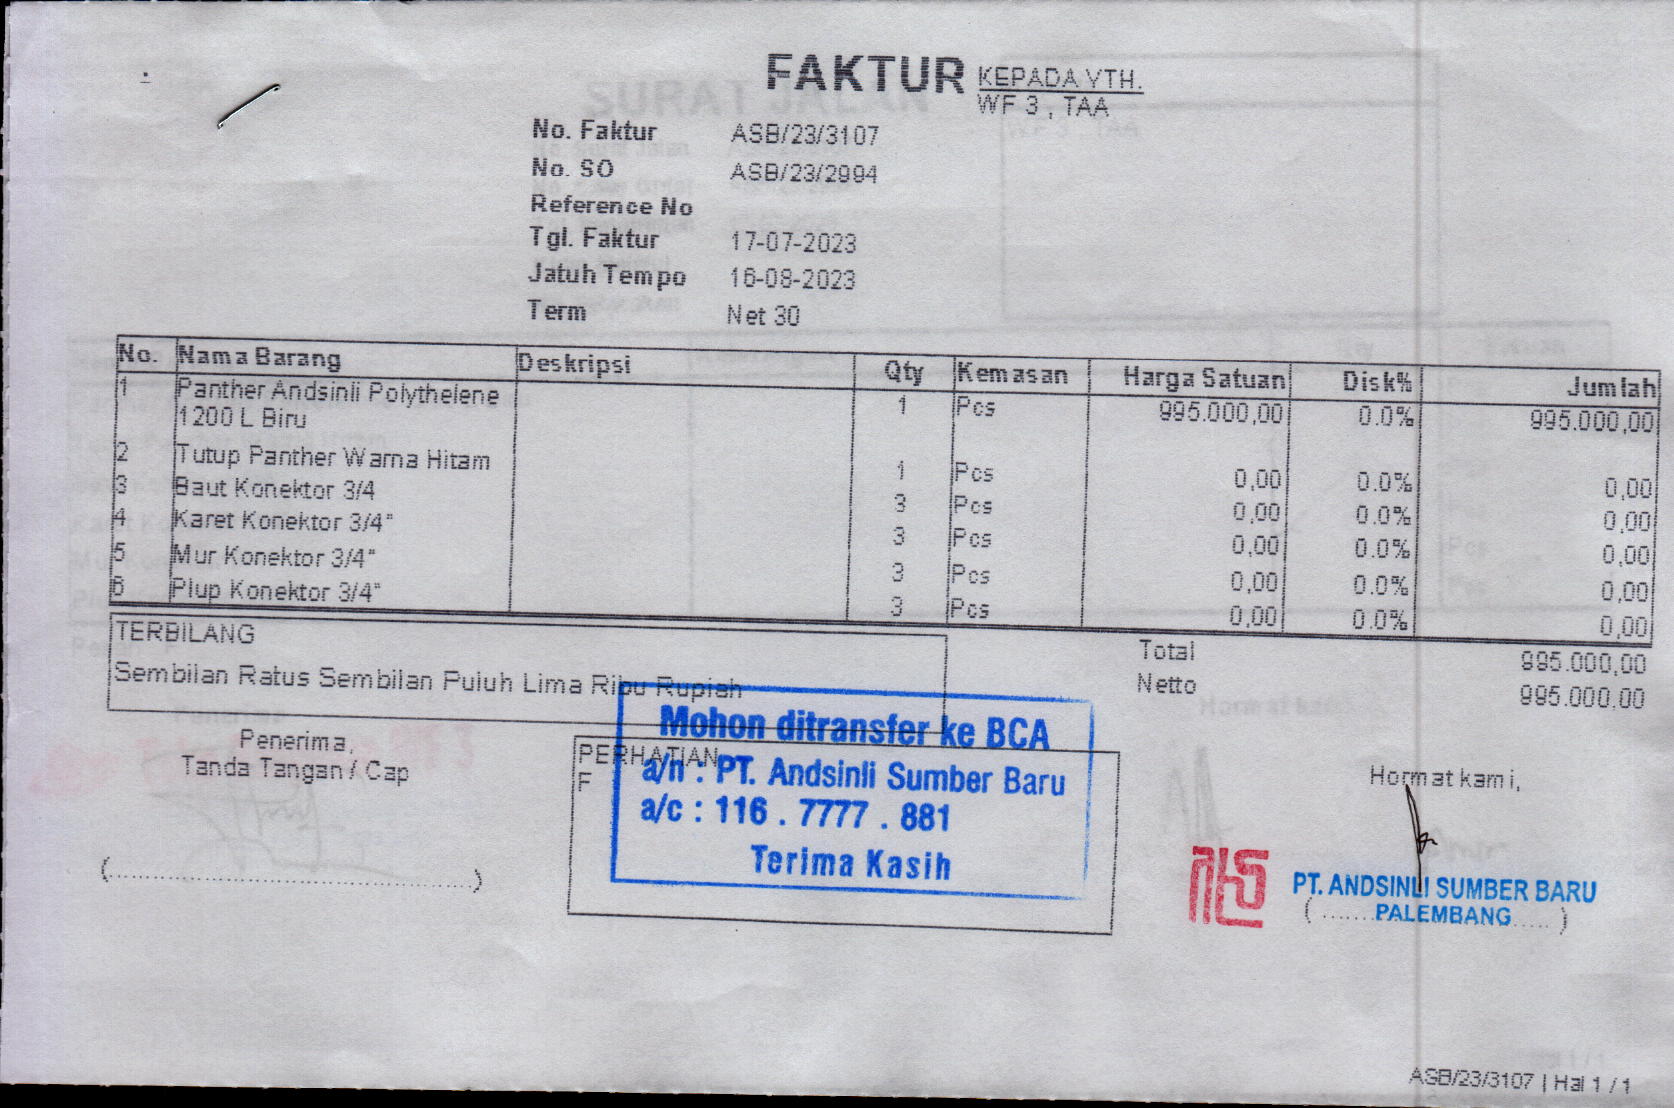 FAKTUR
KEPADA YTH.
WF 3 , TAA
No. Faktur ASB/23/3107
No. SO ASB/23/2994
Reference No
Tgl. Faktur 17-07-2023
Jatuh Tempo 16-08-2023
Term Net 30
No. Nama Barang Deskripsi Qty Kemasan Harga Satuan Disk% Jumlah
1 Panther Andsinli Polythelene 1 Pcs 995.000,00 0.0% 995.000,00
1200 L Biru
2 Tutup Panther Warna Hitam 1 Pcs 0,00 0.0% 0,00
3 Baut Konektor 3/4 3 Pcs 0,00 0.0% 0,00
4 Karet Konektor 3/4" 3 Pcs 0,00 0.0% 0,00
5 Mur Konektor 3/4" 3 Pcs 0,00 0.0% 0,00
6 Plup Konektor 3/4" 3 Pcs 0,00 0.0% 0,00
TERBILANG
Sembilan Ratus Sembilan Puluh Lima Ribu Rupiah
Total 995.000,00
Netto 995.000,00
Penerima,
Tanda Tangan / Cap
PERHATIAN
F
Mohon ditransfer ke BCA
a/n : PT. Andsinli Sumber Baru
a/c : 116 . 7777 . 881
Terima Kasih
Hormat kami,
PT. ANDSINLI SUMBER BARU
PALEMBANG
ASB/23/3107 | Hal 1 / 1